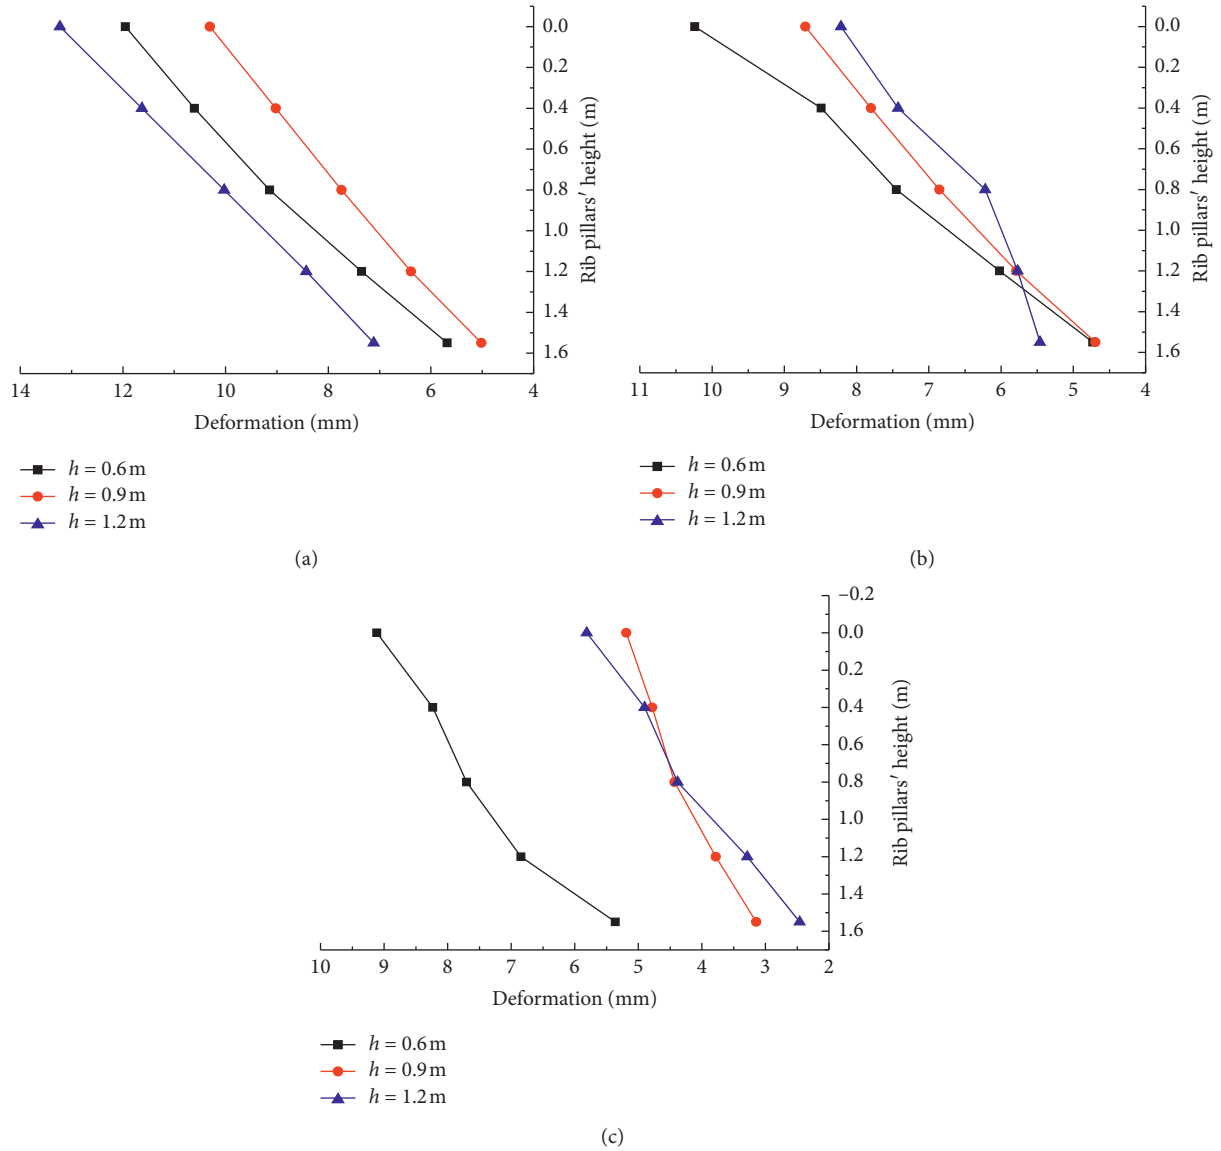 0.0
0.2
0.4
0.6
0.8
1.0
1.2
1.4
1.6
Rib pillars′ height (m)
14 12 10 8 6 4
Deformation (mm)
h = 0.6 m
h = 0.9 m
h = 1.2 m
(a)
0.0
0.2
0.4
0.6
0.8
1.0
1.2
1.4
1.6
Rib pillars′ height (m)
11 10 9 8 7 6 5 4
Deformation (mm)
h = 0.6 m
h = 0.9 m
h = 1.2 m
(b)
–0.2
0.0
0.2
0.4
0.6
0.8
1.0
1.2
1.4
1.6
Rib pillars′ height (m)
10 9 8 7 6 5 4 3 2
Deformation (mm)
h = 0.6 m
h = 0.9 m
h = 1.2 m
(c)